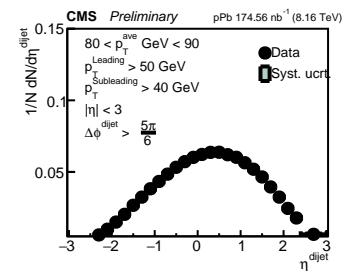 CMS Preliminary pPb 174.56 nb⁻¹ (8.16 TeV)
80 < p_T^ave GeV < 90
p_T^Leading > 50 GeV
p_T^Subleading > 40 GeV
|η| < 3
Δϕ^dijet > 5π/6
Data
Syst. ucrt.
1/N dN/dη^dijet
0.15
0.1
0.05
−3 −2 −1 0 1 2 3
η^dijet